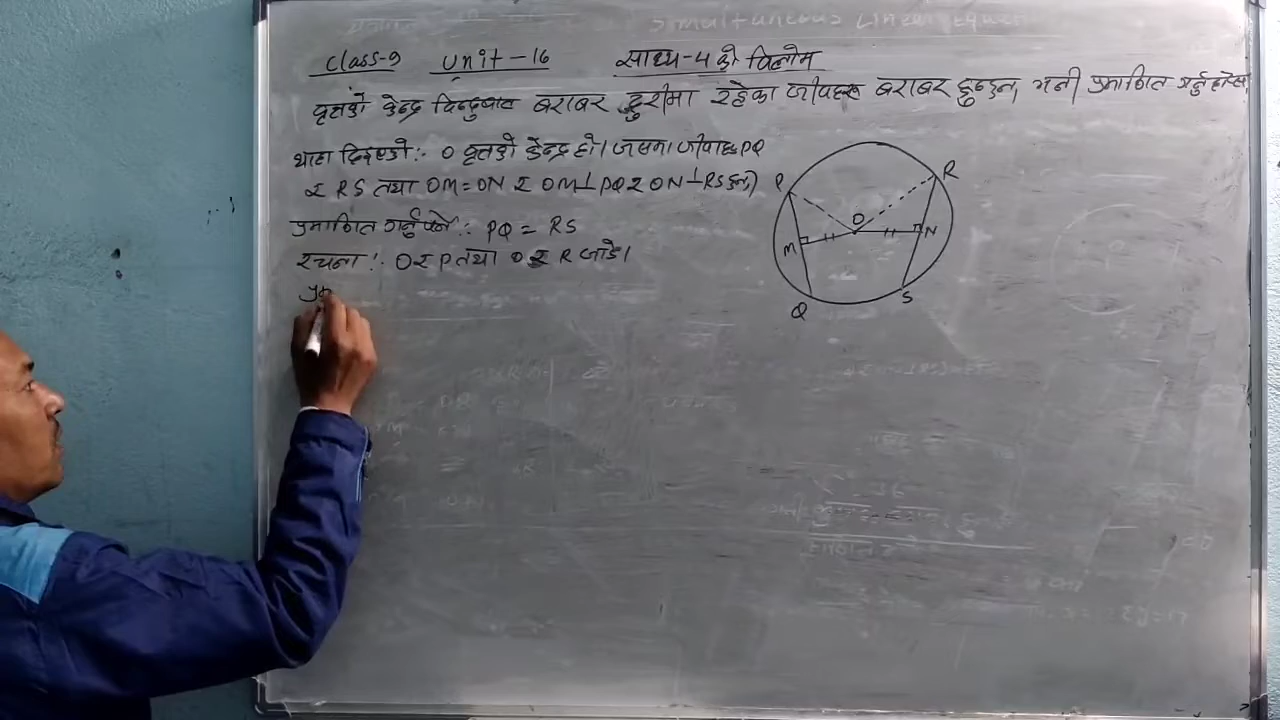 Class-9 Unit-16 साध्य-4 को विलोम
वृतको केन्द्र विन्दुबाट बराबर दुरीमा रहेका जीवाहरु बराबर हुन्छन् भनी प्रमाणित गर्नुहोस्
थाहा दिइएको:- O वृतको केन्द्र हो। जसमा जीवाहरु PQ
र RS तथा OM=ON र OM⊥PQ र ON⊥RS छन्।
प्रमाणित गर्नुपर्ने:- PQ = RS
रचना:- O र P तथा O र R जोडे।
प्रम
P
R
O
M
N
Q
S